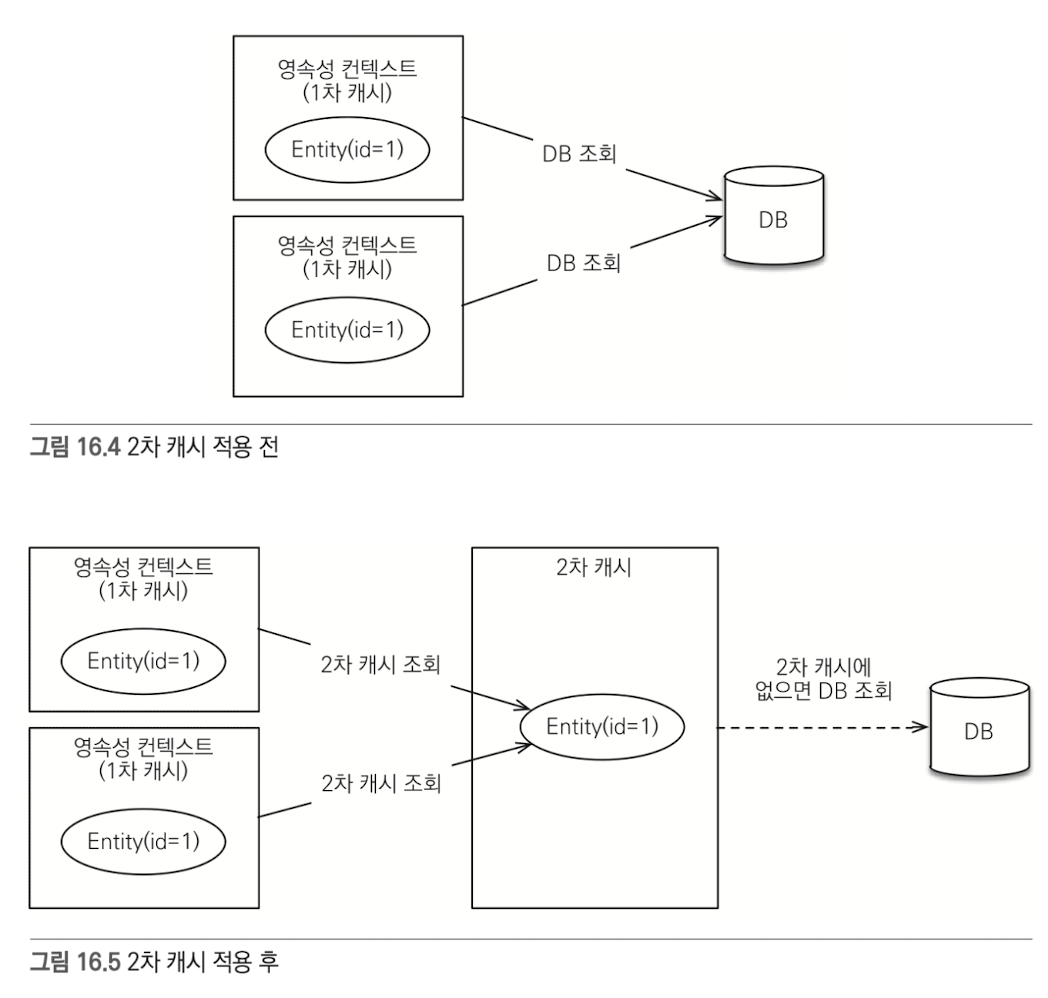 영속성 컨텍스트
(1차 캐시)
Entity(id=1)
DB 조회
DB
영속성 컨텍스트
(1차 캐시)
DB 조회
Entity(id=1)
그림 16.4 2차 캐시 적용 전
영속성 컨텍스트
(1차 캐시)
Entity(id=1)
2차 캐시 조회
2차 캐시
Entity(id=1)
2차 캐시에
없으면 DB 조회
DB
영속성 컨텍스트
(1차 캐시)
2차 캐시 조회
Entity(id=1)
그림 16.5 2차 캐시 적용 후